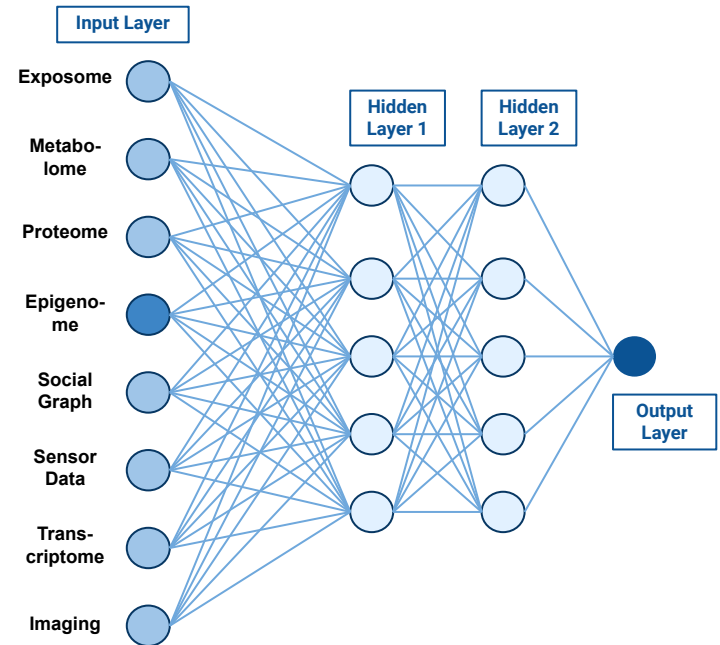 Input Layer
Exposome
Metabo-
lome
Proteome
Epigeno-
me
Social
Graph
Sensor
Data
Trans-
criptome
Imaging
Hidden
Layer 1
Hidden
Layer 2
Output
Layer